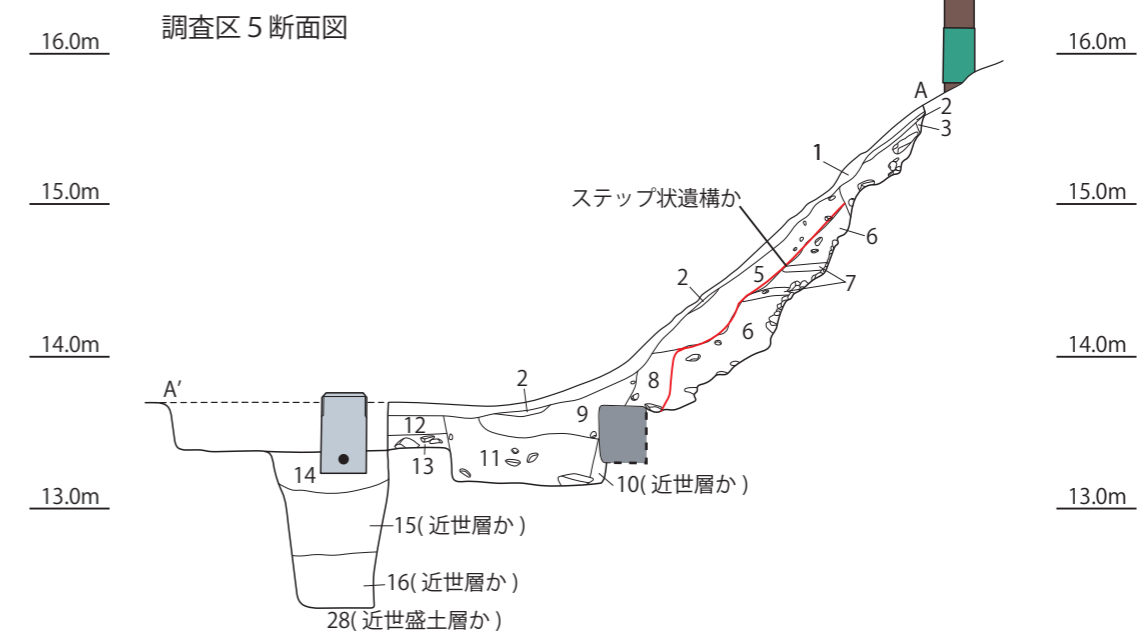 調査区 5 断面図
16.0m
16.0m
A
2
3
1
15.0m
15.0m
ステップ状遺構か
6
5
7
2
6
14.0m
14.0m
8
2
A'
9
12
13
11
14
10( 近世層か )
13.0m
13.0m
15( 近世層か )
16( 近世層か )
28( 近世盛土層か )